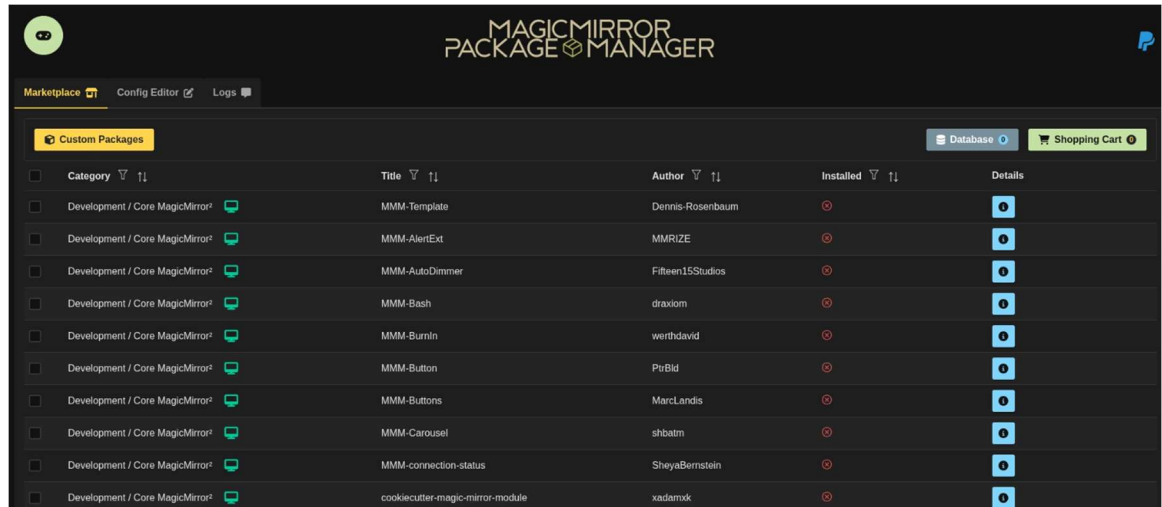 MAGICMIRROR
PACKAGE MANAGER
Marketplace Config Editor Logs
Custom Packages Database 0 Shopping Cart 0
Category Title Author Installed Details
Development / Core MagicMirror² MMM-Template Dennis-Rosenbaum
Development / Core MagicMirror² MMM-AlertExt MMRIZE
Development / Core MagicMirror² MMM-AutoDimmer Fifteen15Studios
Development / Core MagicMirror² MMM-Bash draxiom
Development / Core MagicMirror² MMM-BurnIn werthdavid
Development / Core MagicMirror² MMM-Button PtrBld
Development / Core MagicMirror² MMM-Buttons MarcLandis
Development / Core MagicMirror² MMM-Carousel shbatm
Development / Core MagicMirror² MMM-connection-status SheyaBernstein
Development / Core MagicMirror² cookiecutter-magic-mirror-module xadamxk